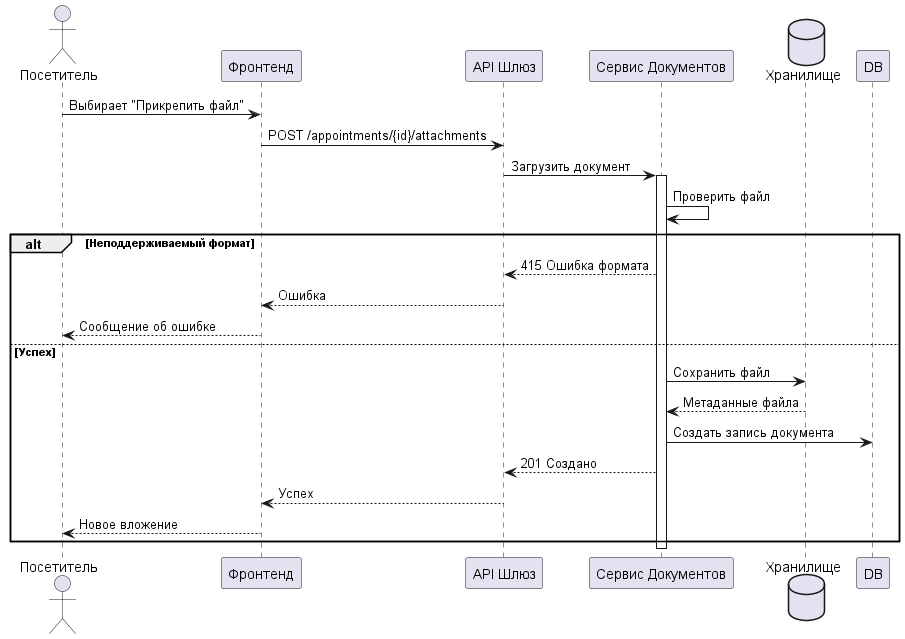 Посетитель
Фронтенд
API Шлюз
Сервис Документов
Хранилище
DB
Выбирает "Прикрепить файл"
POST /appointments/{id}/attachments
Загрузить документ
Проверить файл
alt [Неподдерживаемый формат]
415 Ошибка формата
Ошибка
Сообщение об ошибке
[Успех]
Сохранить файл
Метаданные файла
Создать запись документа
201 Создано
Успех
Новое вложение
Посетитель
Фронтенд
API Шлюз
Сервис Документов
Хранилище
DB